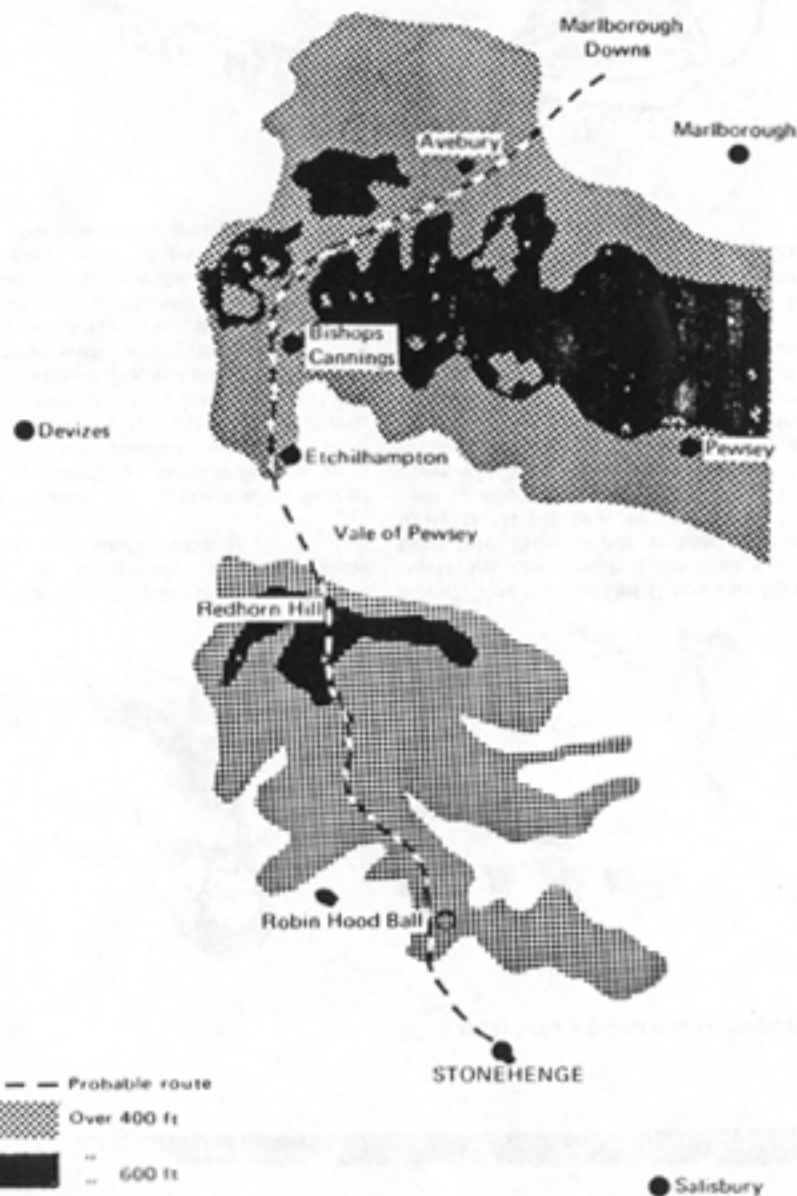 Marlborough
Downs
Marlborough
Avebury
Bishops
Cannings
Devizes
Etchilhampton
Pewsey
Vale of Pewsey
Redhorn Hill
Robin Hood Ball
STONEHENGE
Probable route
Over 400 ft
" 600 ft
Salisbury